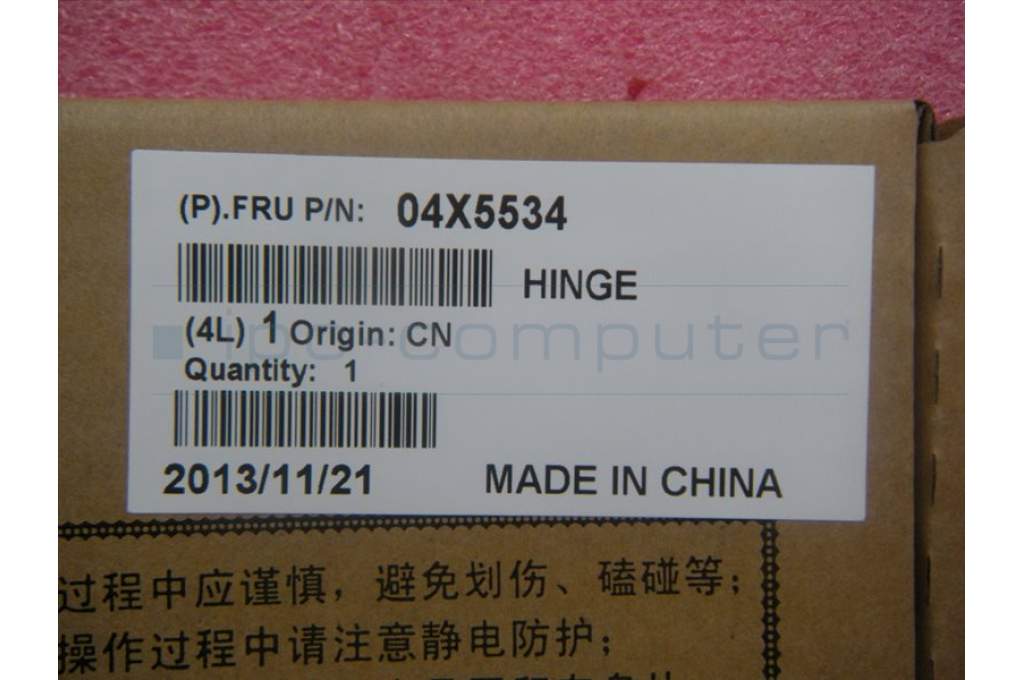 (P).FRU P/N: 04X5534
HINGE
(4L) 1 Origin: CN
ipc-computer
Quantity: 1
2013/11/21 MADE IN CHINA
过程中应谨慎，避免划伤、磕碰等；
操作过程中请注意静电防护；